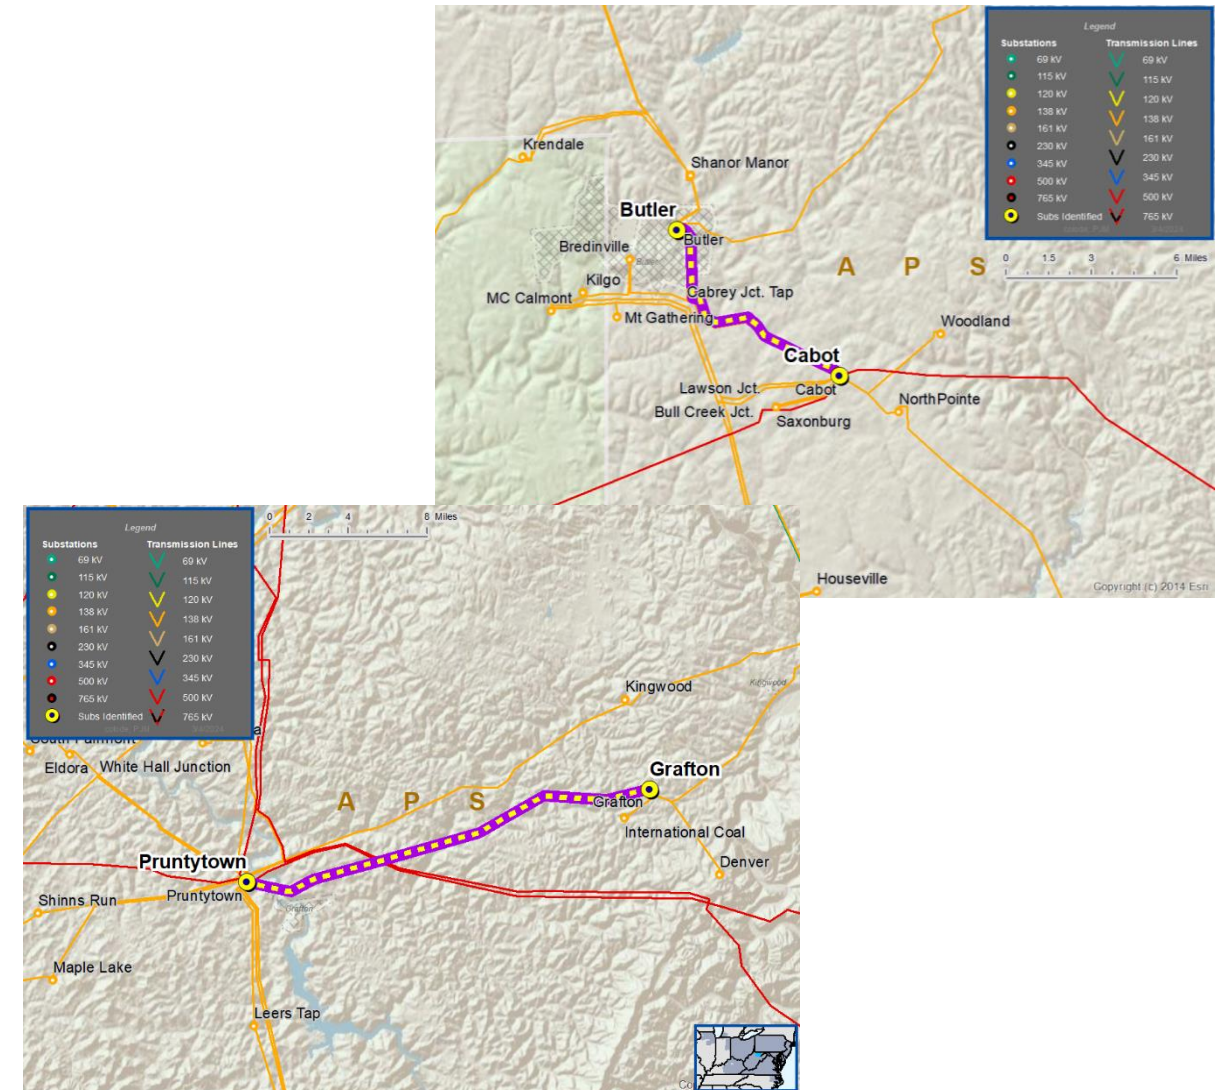 Legend
Substations Transmission Lines
69 kV 69 kV
115 kV 115 kV
120 kV 120 kV
138 kV 138 kV
161 kV 161 kV
230 kV 230 kV
345 kV 345 kV
500 kV 500 kV
765 kV 765 kV
Subs Identified
0 1.5 3 6 Miles
Krendale
Shanor Manor
Butler
Butler
Bredinville
A P S
Kilgo
Cabrey Jct. Tap
MC Calmont
Mt Gathering
Woodland
Cabot
Lawson Jct.
Cabot
NorthPointe
Bull Creek Jct.
Saxonburg
Houseville
Copyright (c) 2014 Esri
Legend
Substations Transmission Lines
69 kV 69 kV
115 kV 115 kV
120 kV 120 kV
138 kV 138 kV
161 kV 161 kV
230 kV 230 kV
345 kV 345 kV
500 kV 500 kV
765 kV 765 kV
Subs Identified
0 2 4 8 Miles
Kingwood
Kingwood
Eldora
White Hall Junction
Grafton
A P S
Grafton
International Coal
Pruntytown
Denver
Pruntytown
Shinns Run
Grafton
Maple Lake
Leers Tap